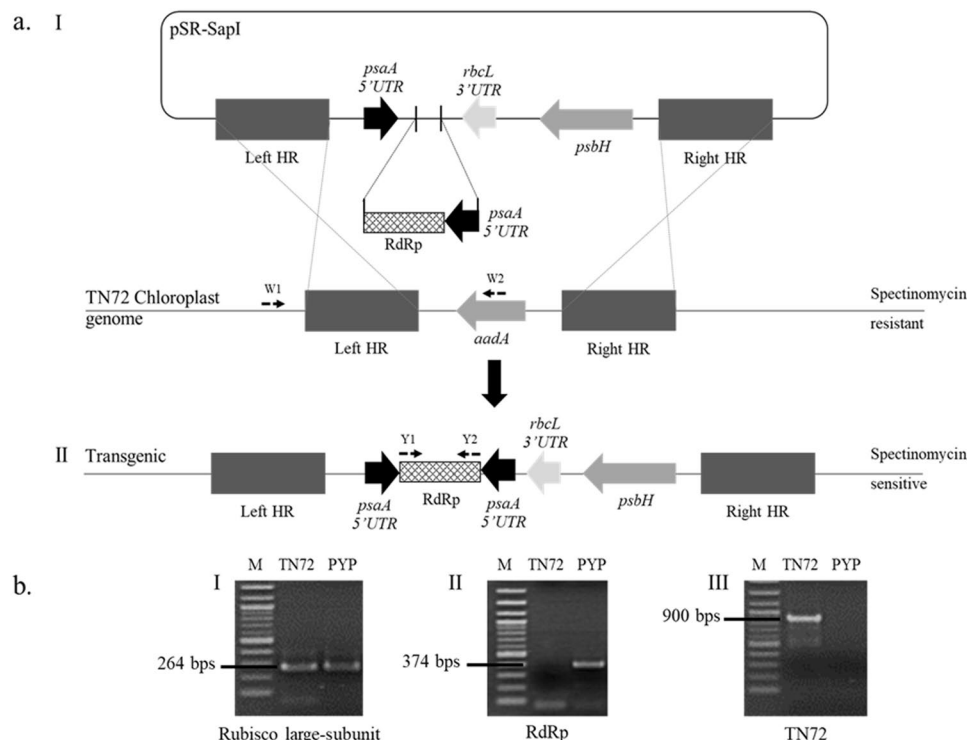 a. I
pSR-SapI
psaA
5'UTR
rbcL
3'UTR
psbH
Left HR
Right HR
RdRp
psaA
5'UTR
W1
W2
TN72 Chloroplast
genome
Spectinomycin
resistant
Left HR
aadA
Right HR
II Transgenic
Y1
Y2
rbcL
3'UTR
Spectinomycin
sensitive
Left HR
psaA
5'UTR
RdRp
psaA
5'UTR
psbH
Right HR
b.
I
M TN72 PYP
264 bps
Rubisco large-subunit
II
M TN72 PYP
374 bps
RdRp
III
M TN72 PYP
900 bps
TN72